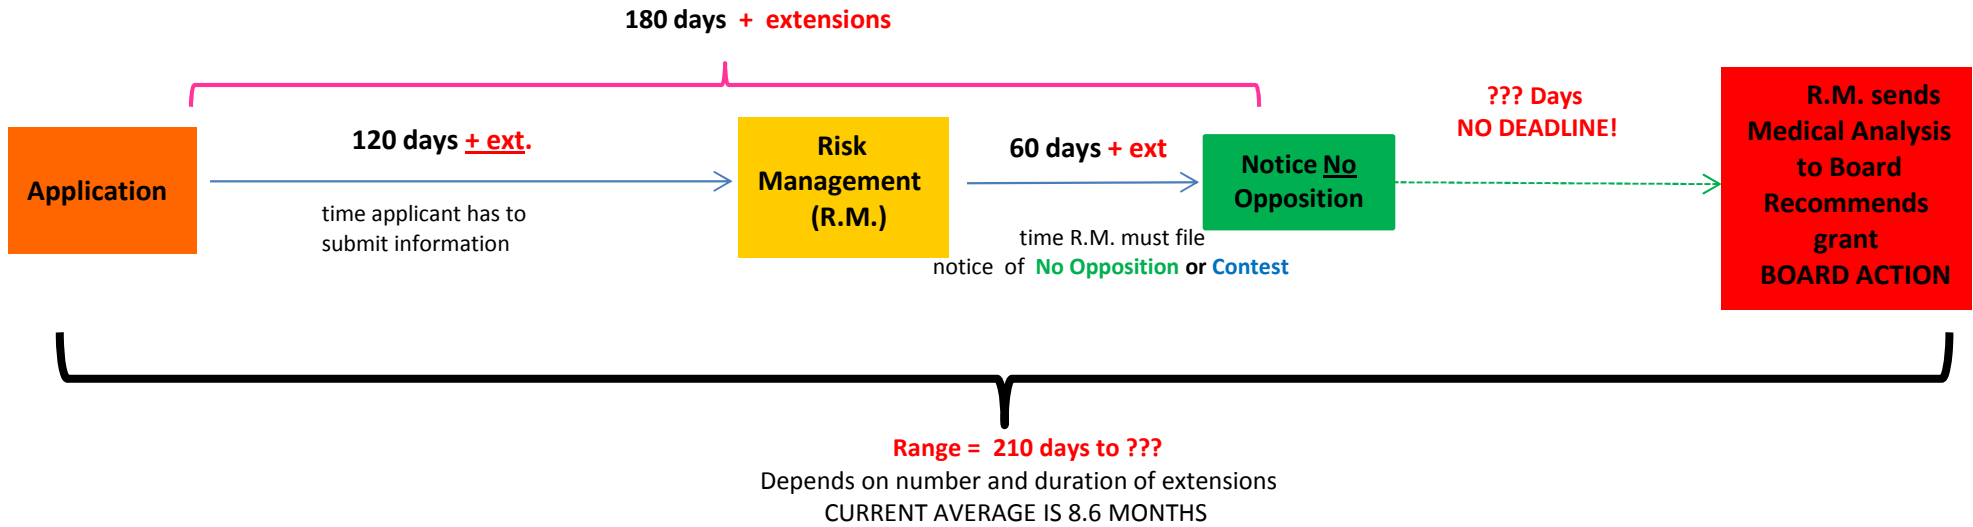 180 days + extensions
Application
120 days + ext.
time applicant has to
submit information
Risk
Management
(R.M.)
60 days + ext
time R.M. must file
notice of No Opposition or Contest
Notice No
Opposition
??? Days
NO DEADLINE!
R.M. sends
Medical Analysis
to Board
Recommends
grant
BOARD ACTION
Range = 210 days to ???
Depends on number and duration of extensions
CURRENT AVERAGE IS 8.6 MONTHS